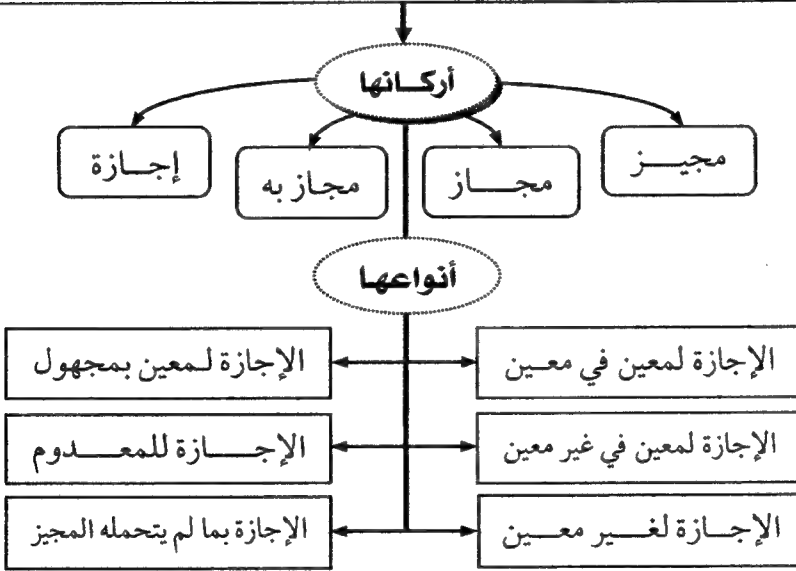 أركانها
مجيز
مجاز
مجاز به
إجازة
أنواعها
الإجازة لمعين في معين
الإجازة لمعين بمجهول
الإجازة لمعين في غير معين
الإجازة للمعدوم
الإجازة لغير معين
الإجازة بما لم يتحمله المجيز